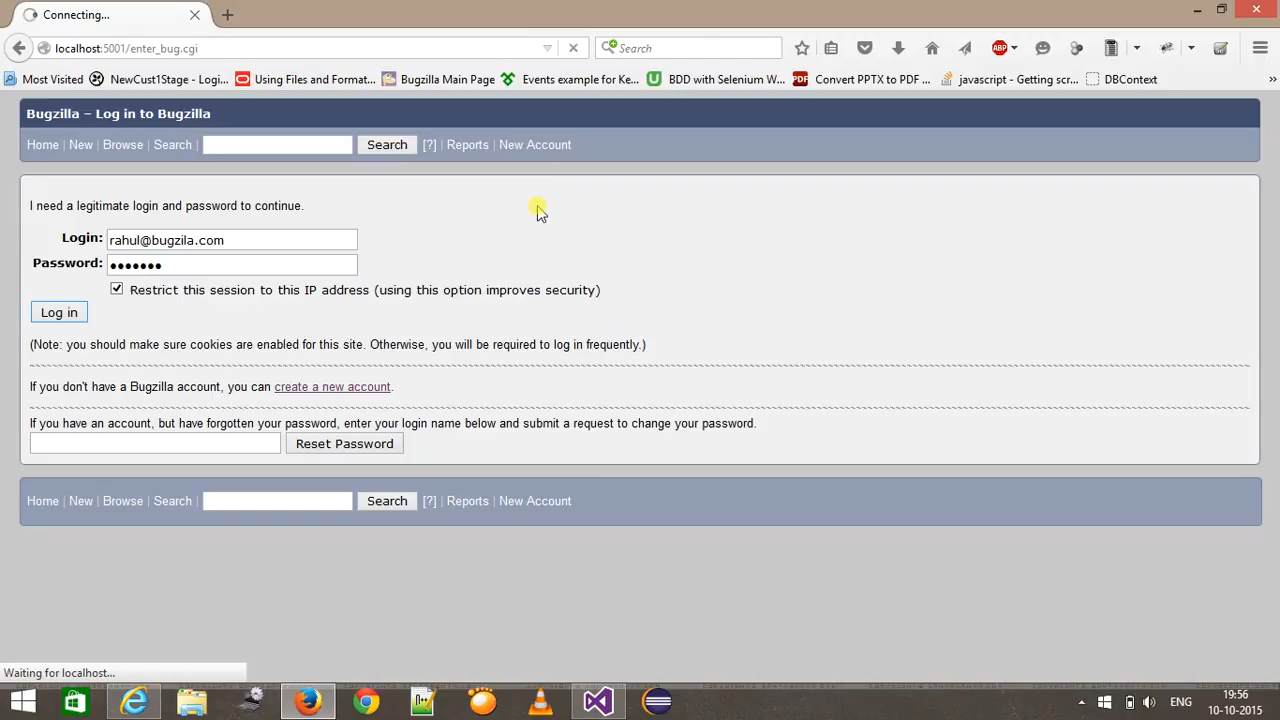 Connecting...
localhost:5001/enter_bug.cgi
Search
ABP
Most Visited
NewCust1Stage - Logi...
Using Files and Format...
Bugzilla Main Page
Events example for Ke...
BDD with Selenium W...
PDF
Convert PPTX to PDF ...
javascript - Getting scr...
DBContext
Bugzilla – Log in to Bugzilla
Home | New | Browse | Search | Search [?] | Reports | New Account
I need a legitimate login and password to continue.
Login: rahul@bugzila.com
Password: •••••••
Restrict this session to this IP address (using this option improves security)
Log in
(Note: you should make sure cookies are enabled for this site. Otherwise, you will be required to log in frequently.)
If you don't have a Bugzilla account, you can create a new account.
If you have an account, but have forgotten your password, enter your login name below and submit a request to change your password.
Reset Password
Home | New | Browse | Search | Search [?] | Reports | New Account
Waiting for localhost...
ENG
19:56
10-10-2015